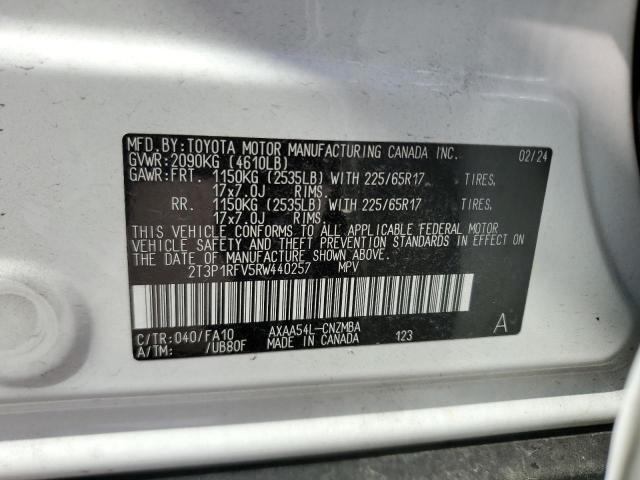 MFD.BY:TOYOTA MOTOR MANUFACTURING CANADA INC. 02/24
GVWR:2090KG (4610LB)
GAWR:FRT. 1150KG (2535LB) WITH 225/65R17 TIRES.
17x7.0J RIMS.
RR. 1150KG (2535LB) WITH 225/65R17 TIRES.
17x7.0J RIMS
THIS VEHICLE CONFORMS TO ALL APPLICABLE FEDERAL MOTOR
VEHICLE SAFETY AND THEFT PREVENTION STANDARDS IN EFFECT
ON THE DATE OF MANUFACTURE SHOWN ABOVE.
2T3P1RFV5RW440257 MPV
C/TR:040/FA10 AXAA54L-CNZMBA A
A/TM: /UB80F MADE IN CANADA 123